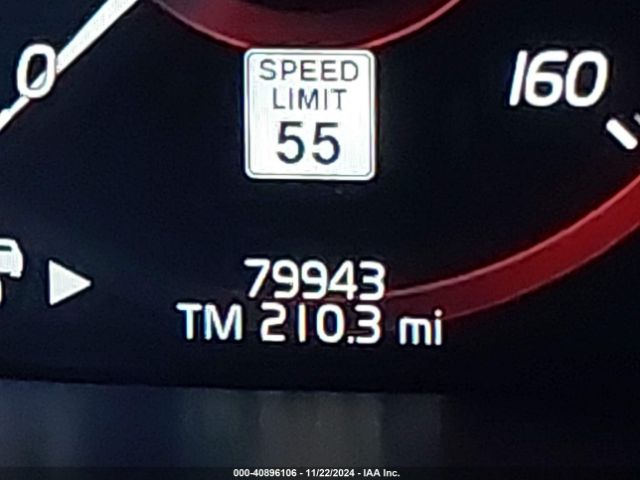 0
SPEED
LIMIT
55
160
79943
TM 210.3 mi
000-40896106 - 11/22/2024 - IAA Inc.